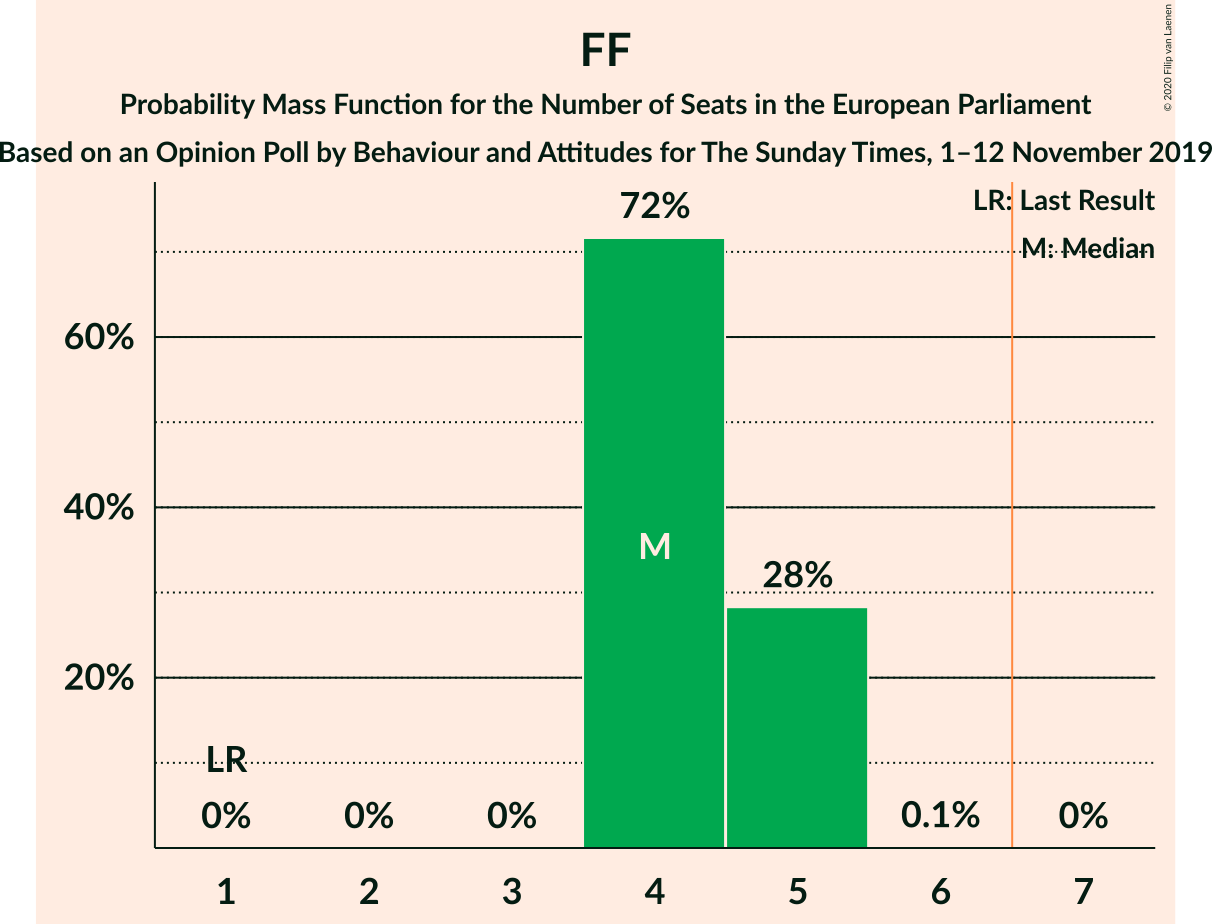 FF
Probability Mass Function for the Number of Seats in the European Parliament
Based on an Opinion Poll by Behaviour and Attitudes for The Sunday Times, 1–12 November 2019
© 2020 Filip van Laenen
LR: Last Result
M: Median
72%
60%
40%
M
28%
20%
LR
0%
0%
0%
0.1%
0%
1
2
3
4
5
6
7